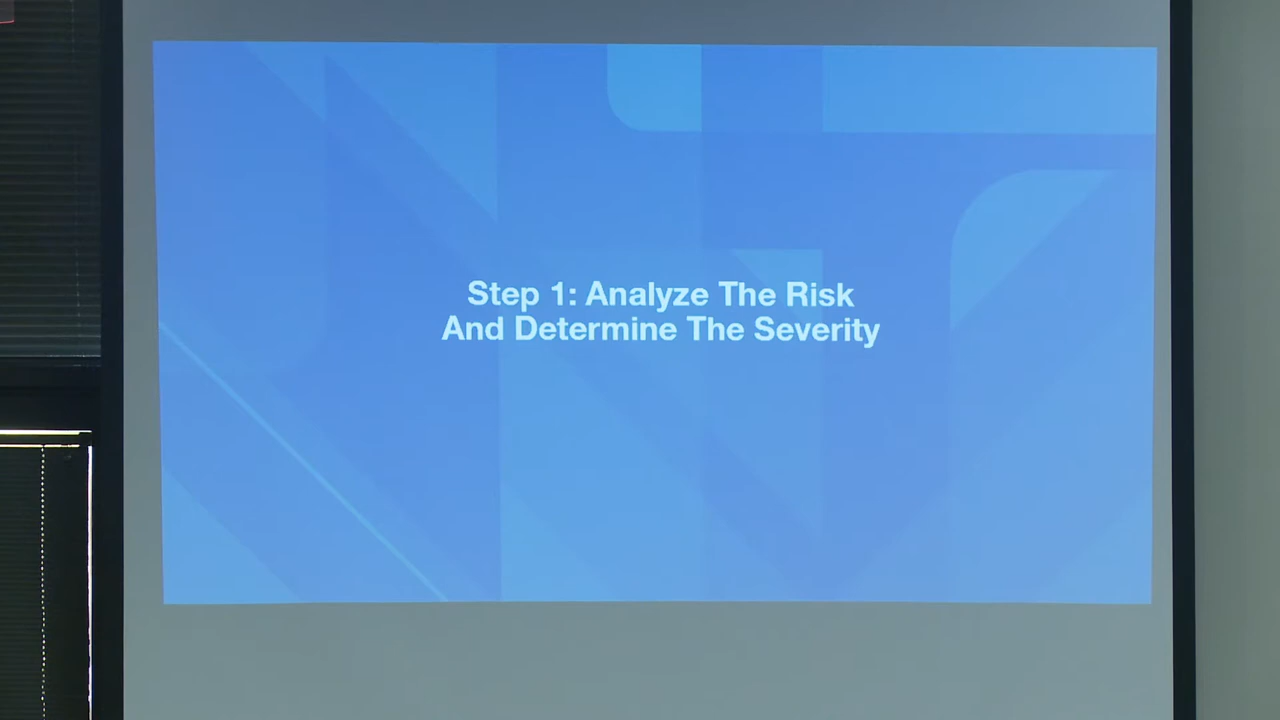 Step 1: Analyze The Risk
And Determine The Severity